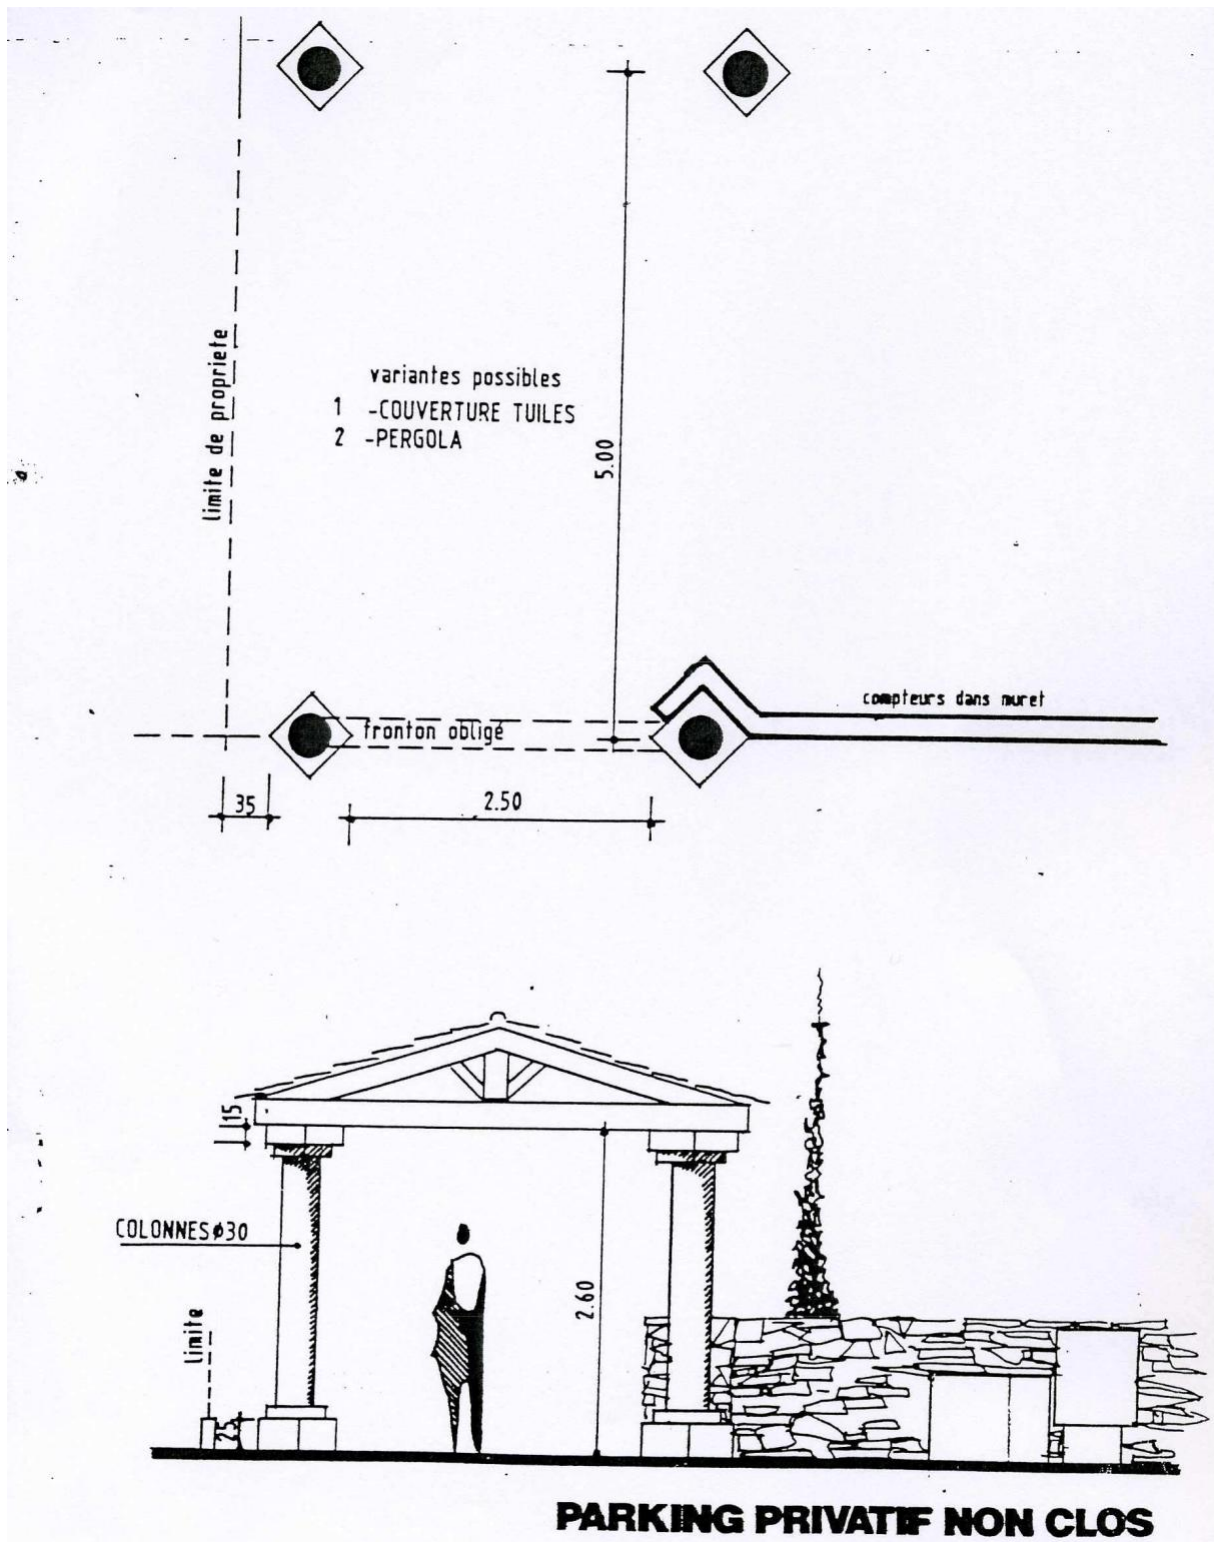 limite de propriete
variantes possibles
1 -COUVERTURE TUILES
2 -PERGOLA
5.00
compteurs dans muret
fronton obligé
35
2.50
15
COLONNES ø30
2.60
limite
25
PARKING PRIVATIF NON CLOS